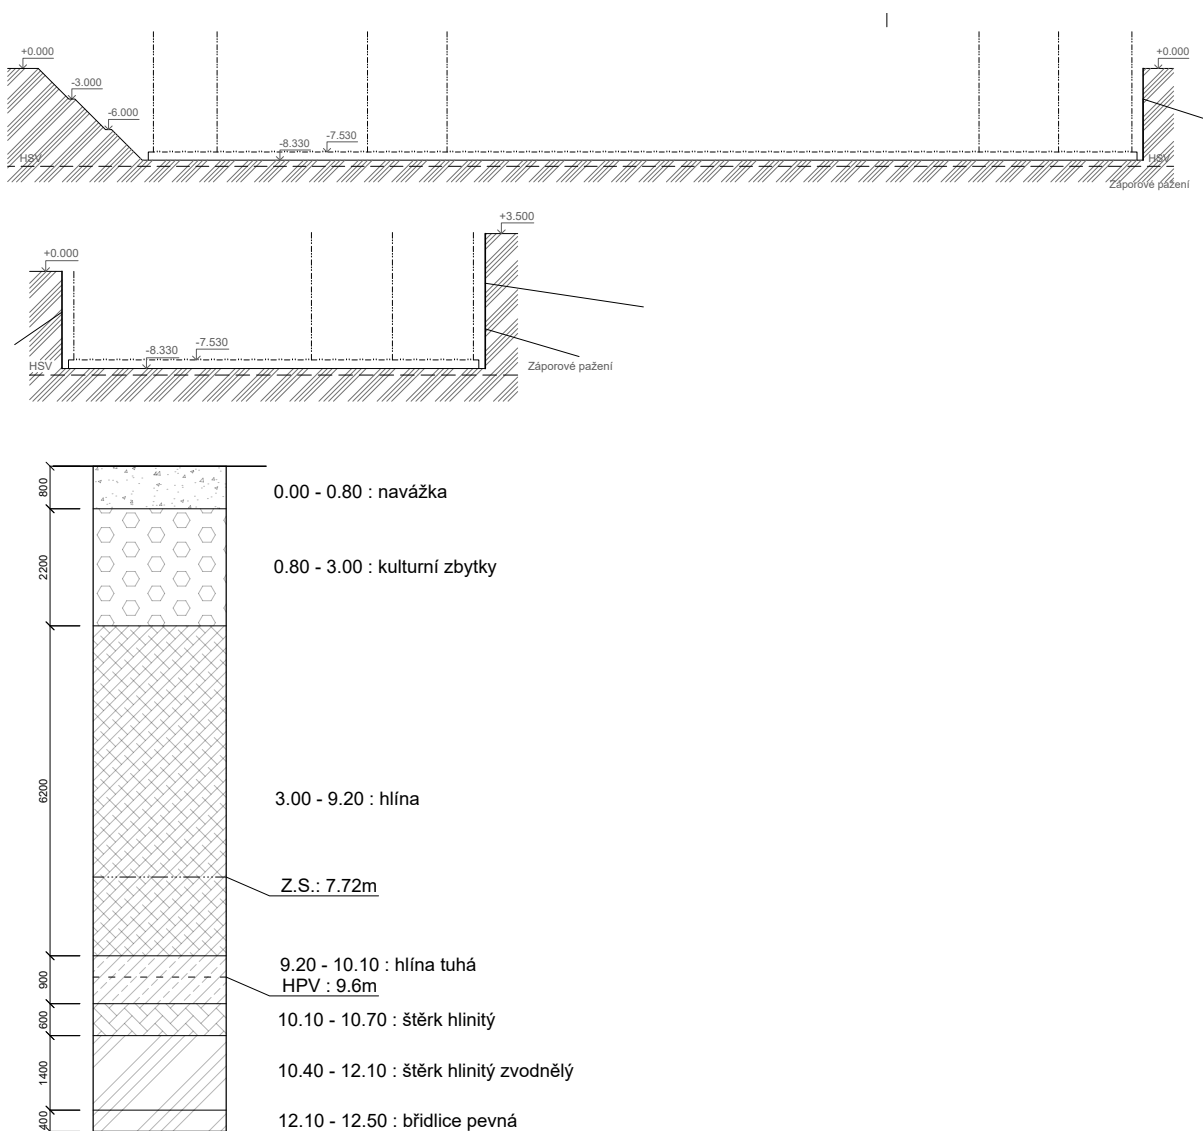 +0.000
+0.000
-3.000
-6.000
-8.330
-7.530
HSV
HSV
Záporové pažení
+3.500
+0.000
-8.330
-7.530
HSV
Záporové pažení
800
0.00 - 0.80 : navážka
2200
0.80 - 3.00 : kulturní zbytky
6200
3.00 - 9.20 : hlína
Z.S.: 7.72m
900
9.20 - 10.10 : hlína tuhá
HPV : 9.6m
600
10.10 - 10.70 : štěrk hlinitý
1400
10.40 - 12.10 : štěrk hlinitý zvodnělý
400
12.10 - 12.50 : břidlice pevná